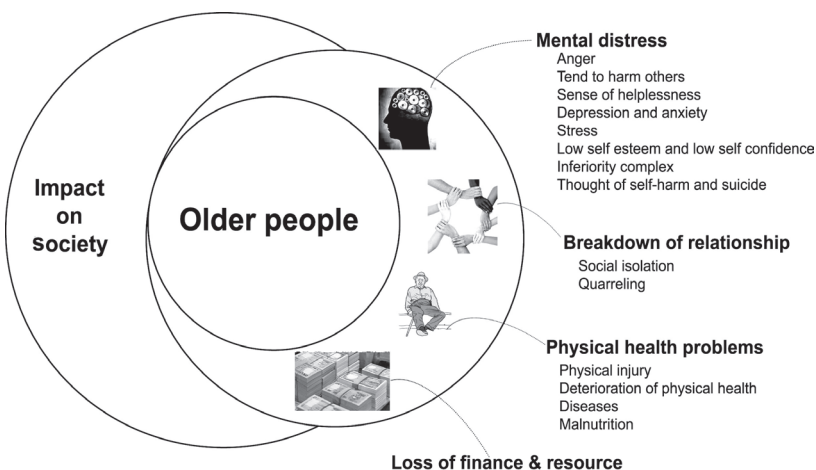 Impact
on
society
Older people
Mental distress
Anger
Tend to harm others
Sense of helplessness
Depression and anxiety
Stress
Low self esteem and low self confidence
Inferiority complex
Thought of self-harm and suicide
Breakdown of relationship
Social isolation
Quarreling
Physical health problems
Physical injury
Deterioration of physical health
Diseases
Malnutrition
Loss of finance & resource